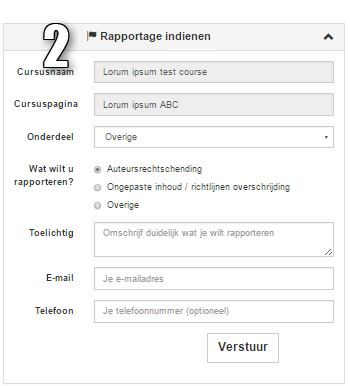 2
Rapportage indienen
Cursusnaam Lorum ipsum test course
Cursuspagina Lorum ipsum ABC
Onderdeel Overige
Wat wilt u rapporteren?
Auteursrechtschending
Ongepaste inhoud / richtlijnen overschrijding
Overige
Toelichtig Omschrijf duidelijk wat je wilt rapporteren
E-mail Je e-mailadres
Telefoon Je telefoonnummer (optioneel)
Verstuur